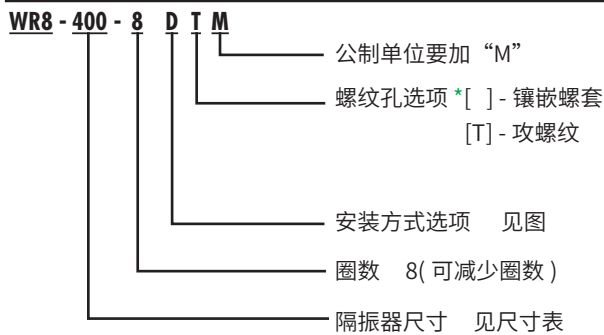 WR8 - 400 - 8 D T M
公制单位要加“M”
螺纹孔选项 *[ ] - 镶嵌螺套
[T] - 攻螺纹
安装方式选项 见图
圈数 8( 可减少圈数 )
隔振器尺寸 见尺寸表